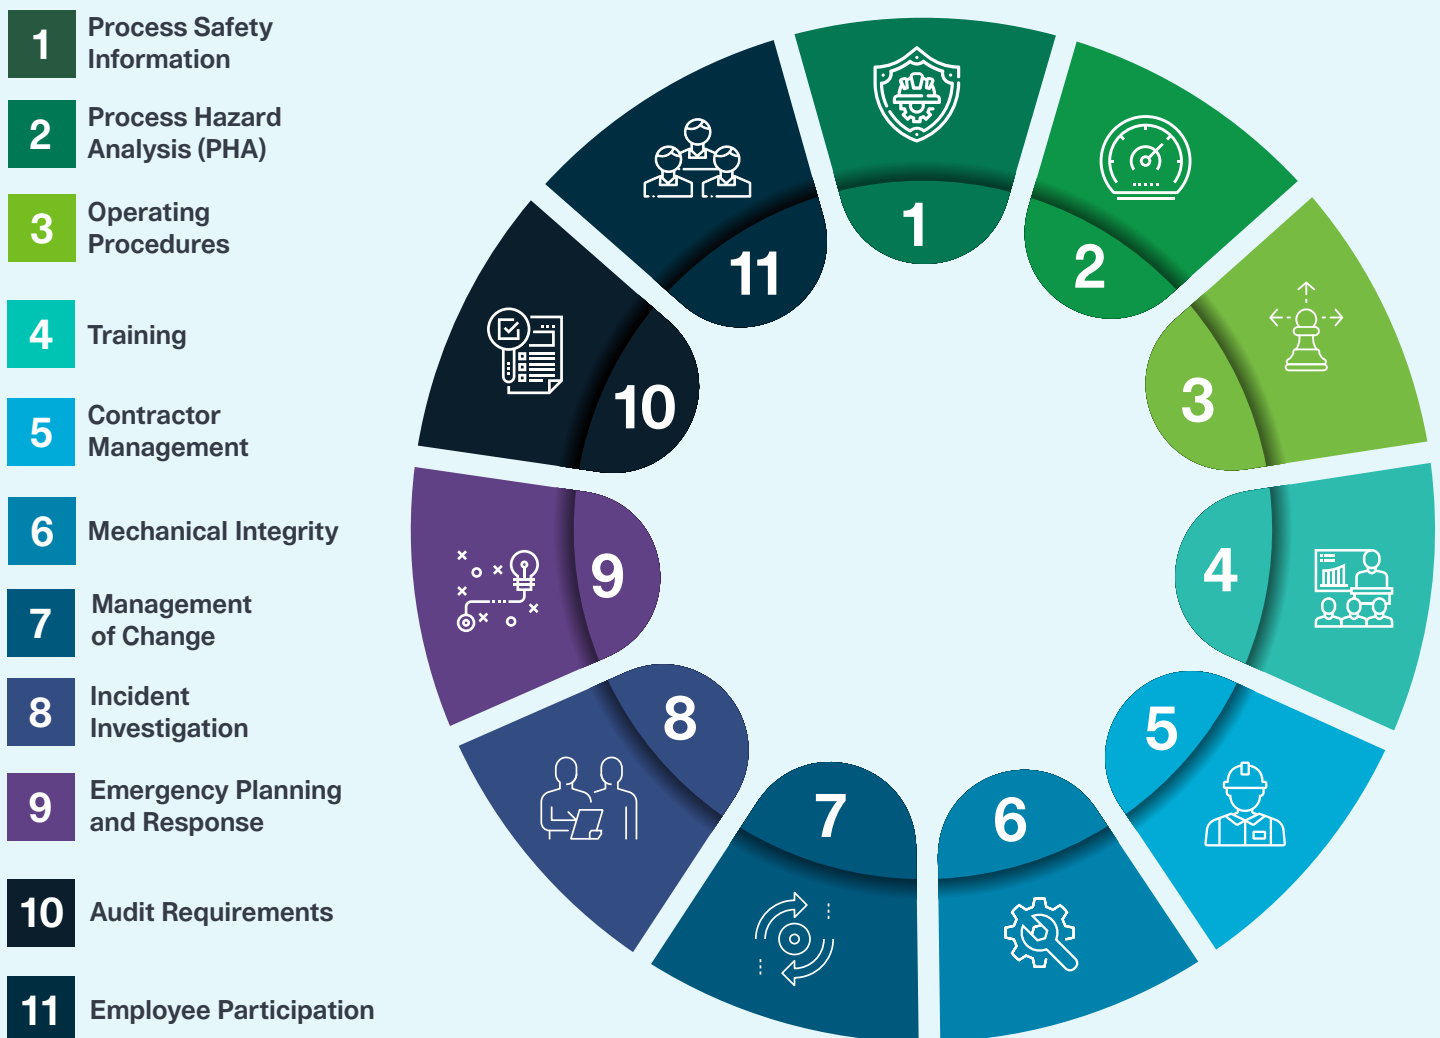 1
Process Safety
Information
2
Process Hazard
Analysis (PHA)
3
Operating
Procedures
4
Training
5
Contractor
Management
6
Mechanical Integrity
7
Management
of Change
8
Incident
Investigation
9
Emergency Planning
and Response
10
Audit Requirements
11
Employee Participation
1
2
3
4
5
6
7
8
9
10
11